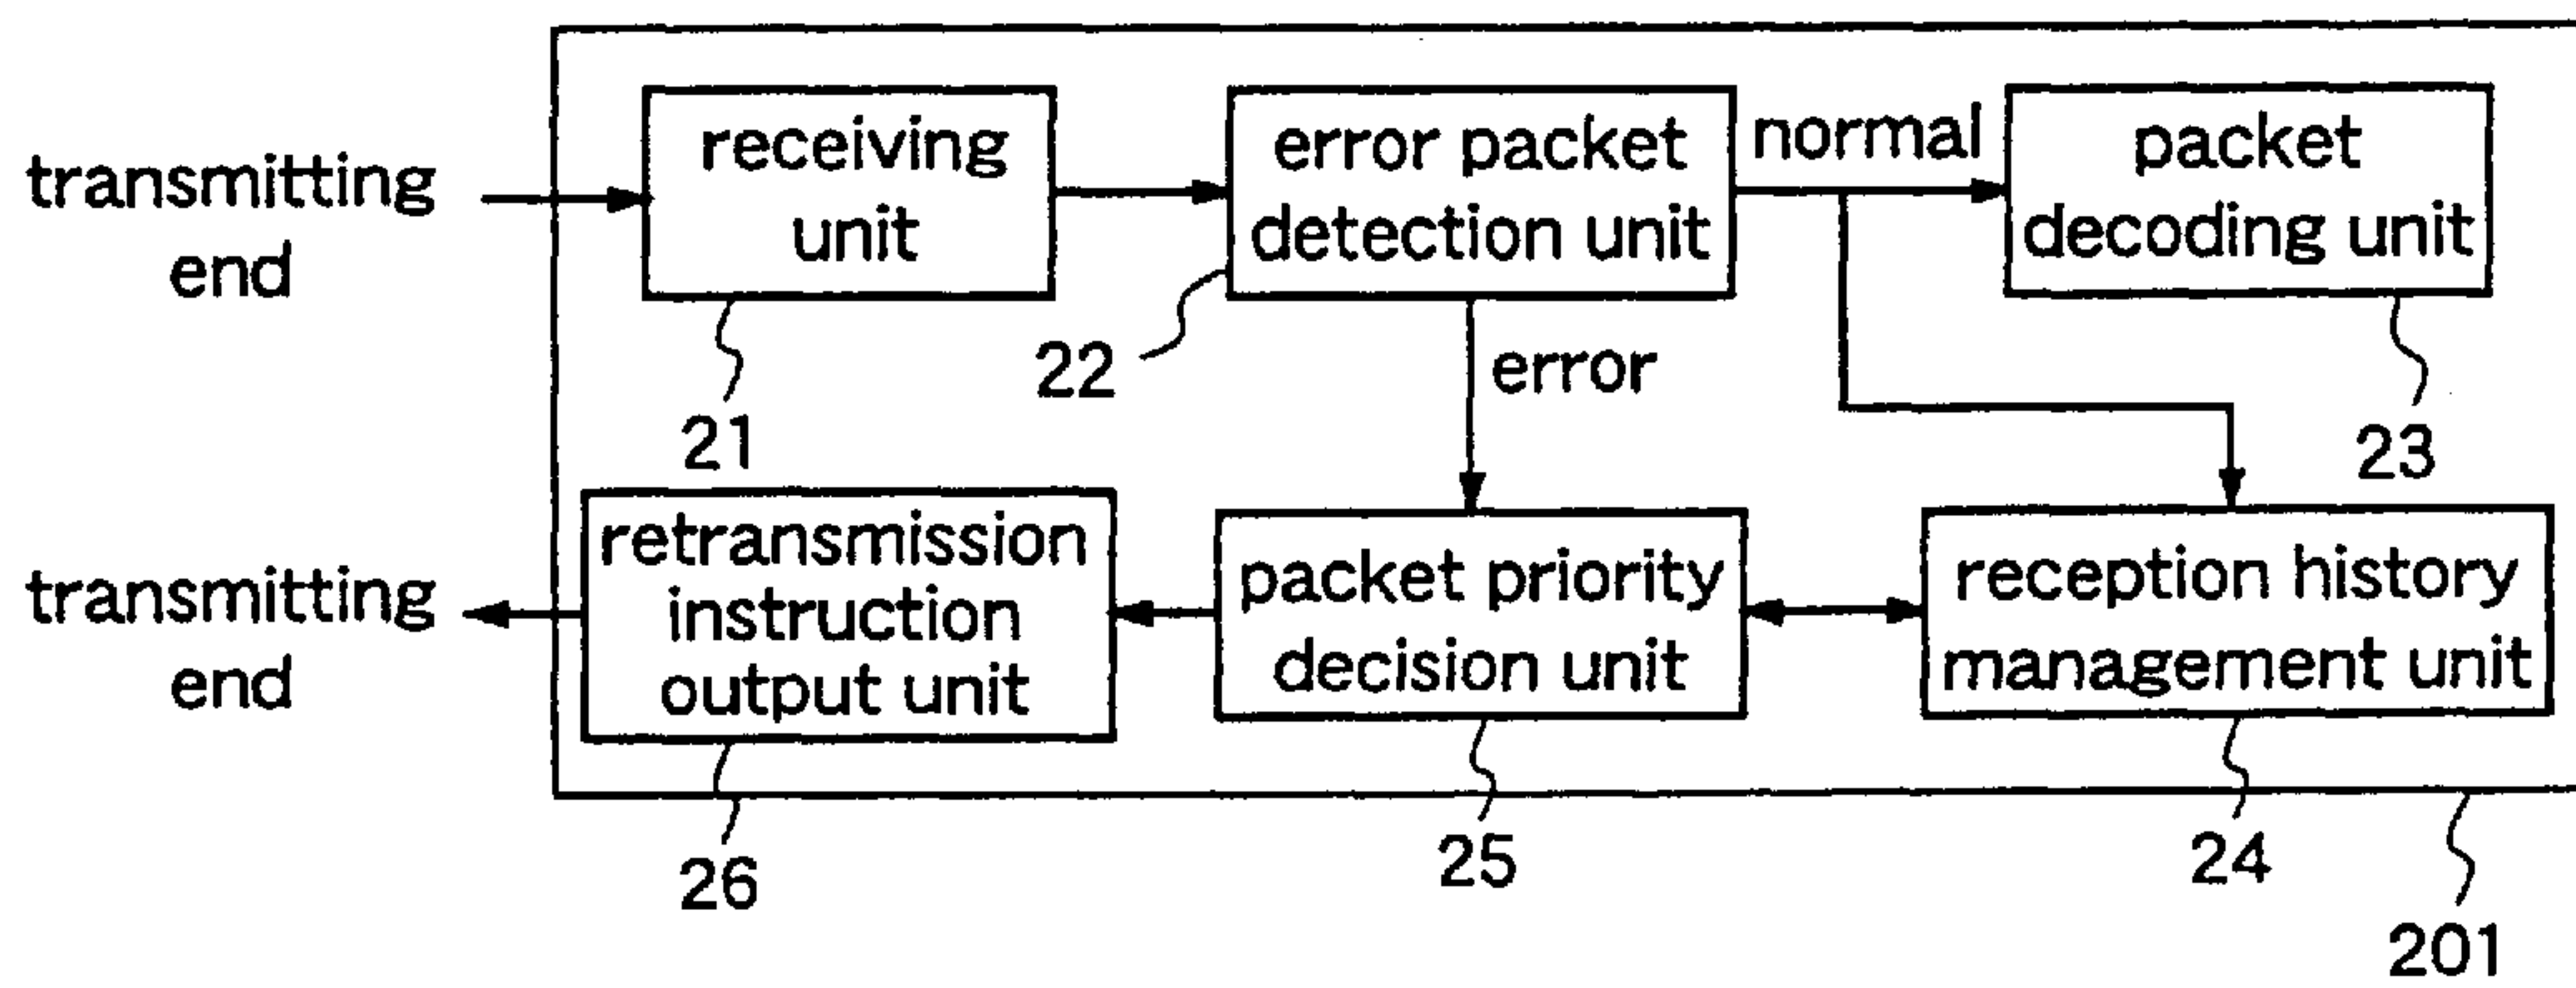 transmitting
end
receiving
unit
error packet
detection unit
normal
packet
decoding unit
21
22
error
23
transmitting
end
retransmission
instruction
output unit
packet priority
decision unit
reception history
management unit
26
25
24
201